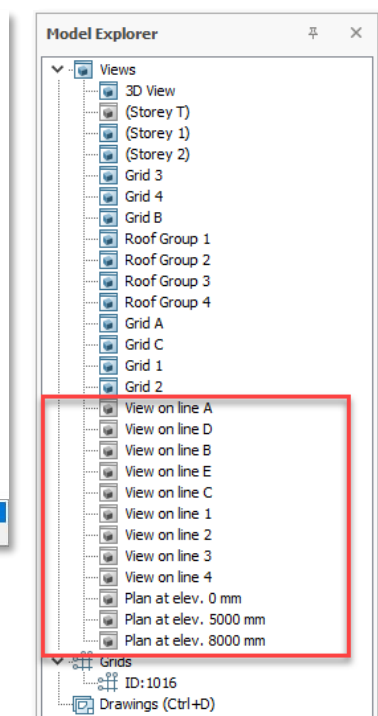 Model Explorer
Views
3D View
(Storey T)
(Storey 1)
(Storey 2)
Grid 3
Grid 4
Grid B
Roof Group 1
Roof Group 2
Roof Group 3
Roof Group 4
Grid A
Grid C
Grid 1
Grid 2
View on line A
View on line D
View on line B
View on line E
View on line C
View on line 1
View on line 2
View on line 3
View on line 4
Plan at elev. 0 mm
Plan at elev. 5000 mm
Plan at elev. 8000 mm
Grids
ID:1016
Drawings (Ctrl+D)